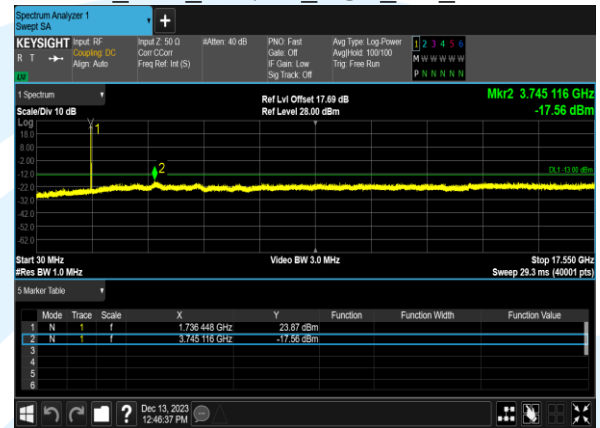 Spectrum Analyzer 1
Swept SA
+
KEYSIGHT Input: RF Input Z: 50 Ω #Atten: 40 dB PNO: Fast Avg Type: Log-Power 1 2 3 4 5 6
R T Coupling: DC Corr CCorr Gate: Off Avg|Hold: 100/100 M W W W W W
Align: Auto Freq Ref: Int (S) IF Gain: Low Trig: Free Run P N N N N N
Sig Track: Off
1 Spectrum Ref Lvl Offset 17.69 dB Mkr2 3.745 116 GHz
Scale/Div 10 dB Ref Level 28.00 dBm -17.56 dBm
Log
18.0
1
8.00
-2.00
-12.0
2
DL1 -13.00 dBm
-22.0
-32.0
-42.0
-52.0
-62.0
Start 30 MHz Video BW 3.0 MHz Stop 17.550 GHz
#Res BW 1.0 MHz Sweep 29.3 ms (40001 pts)
5 Marker Table
Mode Trace Scale X Y Function Function Width Function Value
1 N 1 f 1.736 448 GHz 23.87 dBm
2 N 1 f 3.745 116 GHz -17.56 dBm
3
4
5
6
? Dec 13, 2023
12:46:37 PM